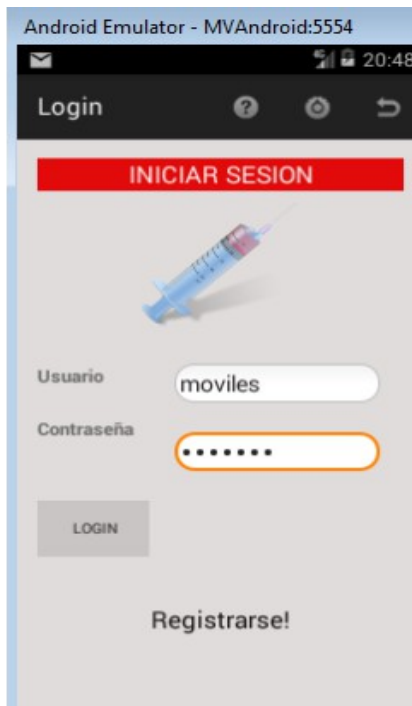 Android Emulator - MVAndroid:5554
20:48
Login
INICIAR SESION
Usuario
moviles
Contraseña
•••••••
LOGIN
Registrarse!